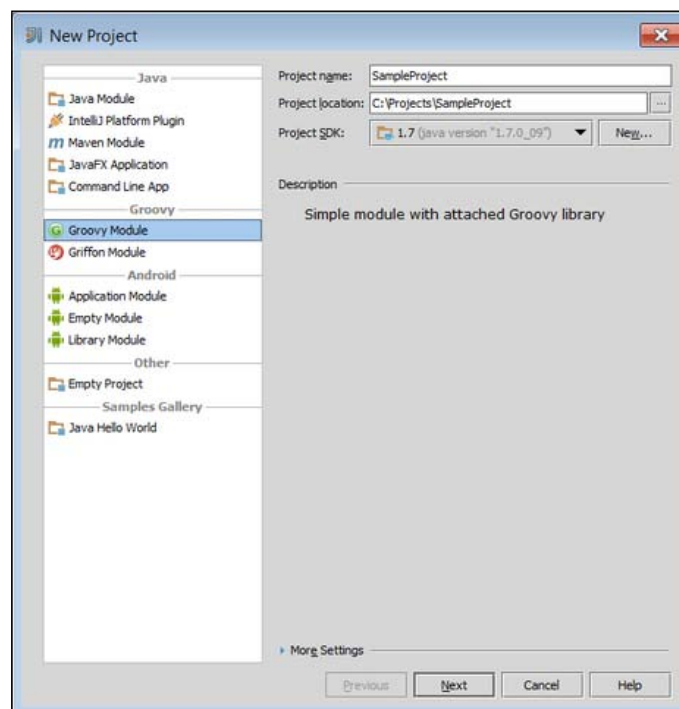 New Project
Java
Java Module
IntelliJ Platform Plugin
Maven Module
JavaFX Application
Command Line App
Groovy
Groovy Module
Griffon Module
Android
Application Module
Empty Module
Library Module
Other
Empty Project
Samples Gallery
Java Hello World
Project name: SampleProject
Project location: C:\Projects\SampleProject ...
Project SDK: 1.7 (java version "1.7.0_09") New...
Description
Simple module with attached Groovy library
More Settings
Previous Next Cancel Help